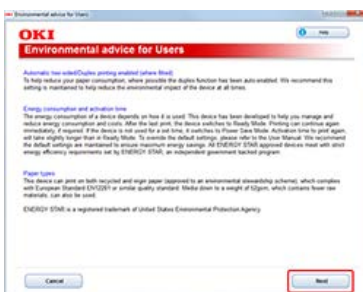 Environmental advice for Users
OKI
Help
Environmental advice for Users
Automatic two-sided/Duplex printing enabled (where fitted)
To help reduce your paper consumption, where possible the duplex function has been auto-enabled. We recommend this
setting is maintained to help reduce the environmental impact of the device at all times.
Energy consumption and activation time
The energy consumption of a device depends on how it is used. This device has been developed to help you manage and
reduce energy consumption and costs. After the last print, the device switches to Ready Mode. Printing can continue again
immediately, if required. If the device is not used for a set time, it switches to Power Save Mode. Activation time to print again,
will take slightly longer than in Ready Mode. To override the default settings, please refer to the User Manual. We recommend
the default settings are maintained to ensure maximum energy savings. All ENERGY STAR approved devices meet with strict
energy efficiency requirements set by ENERGY STAR, an independent government backed program.
Paper types
This device can print on both recycled and virgin paper (approved to an environmental stewardship scheme), which complies
with European Standard EN12281 or similar quality standard. Media down to a weight of 52gsm, which contains fewer raw
materials, can also be used.
ENERGY STAR is a registered trademark of United States Environmental Protection Agency.
Cancel
Next